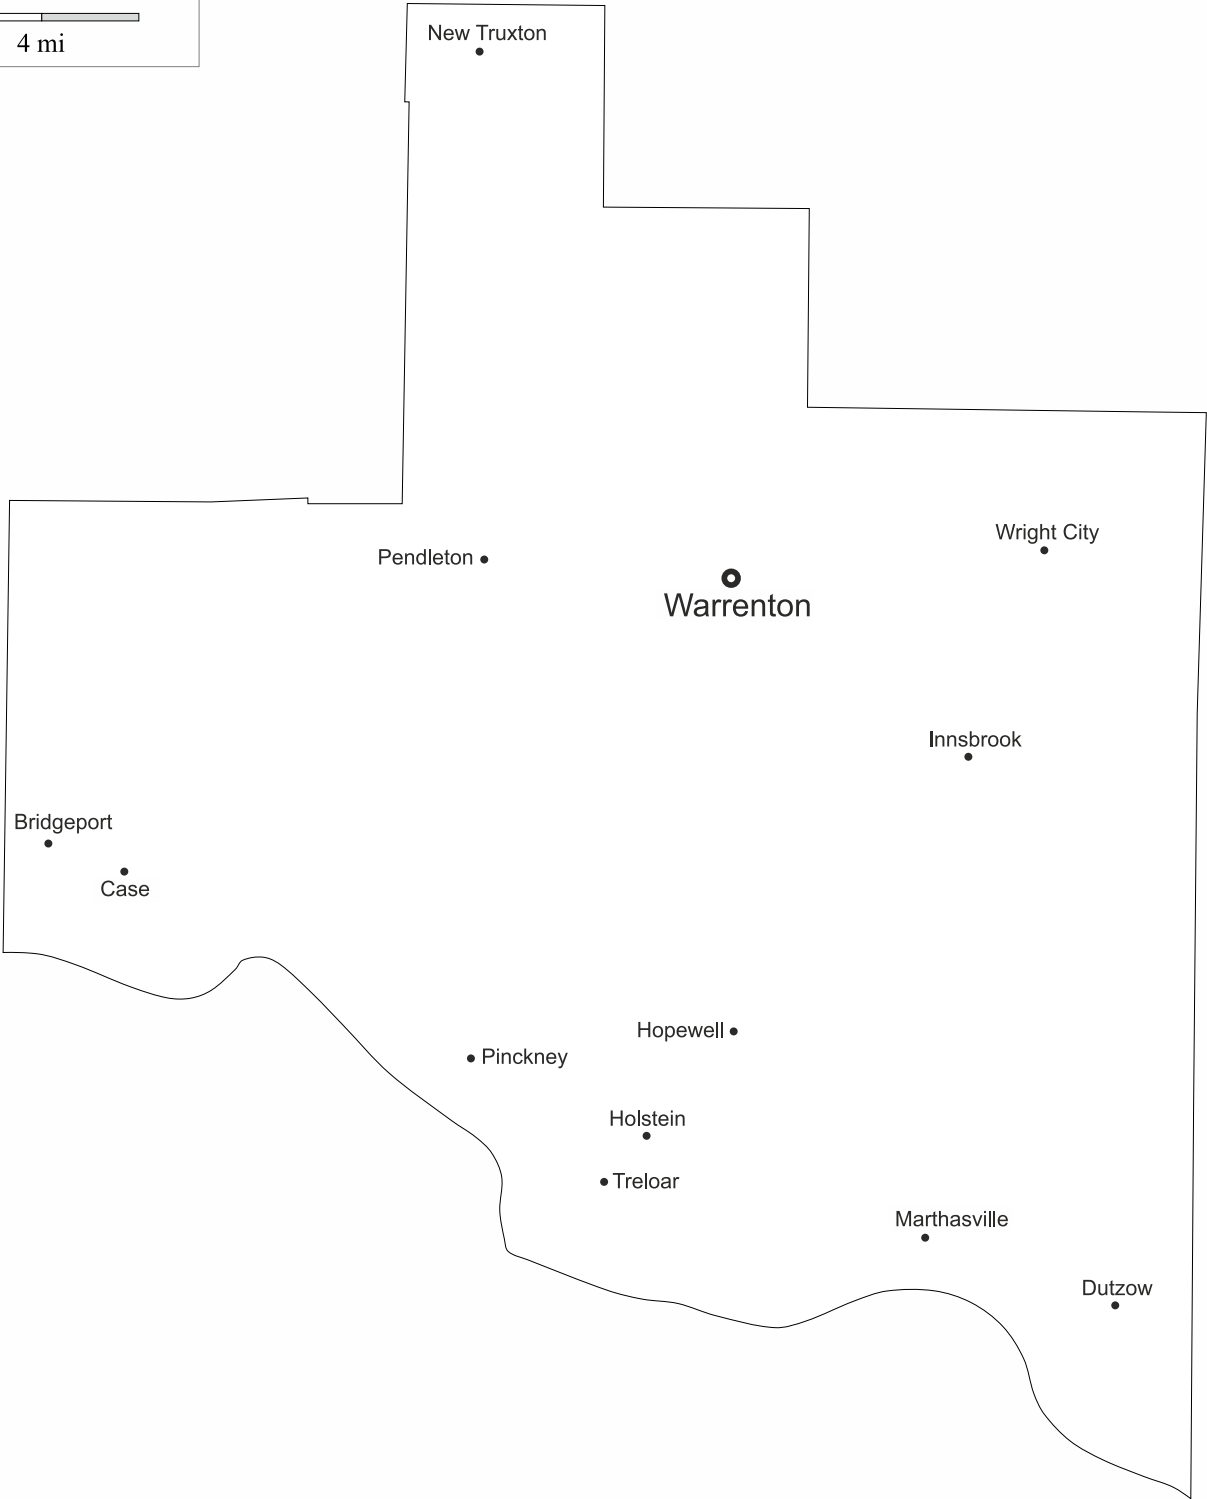 4 mi
New Truxton
Wright City
Pendleton
Warrenton
Innsbrook
Bridgeport
Case
Hopewell
Pinckney
Holstein
Treloar
Marthasville
Dutzow